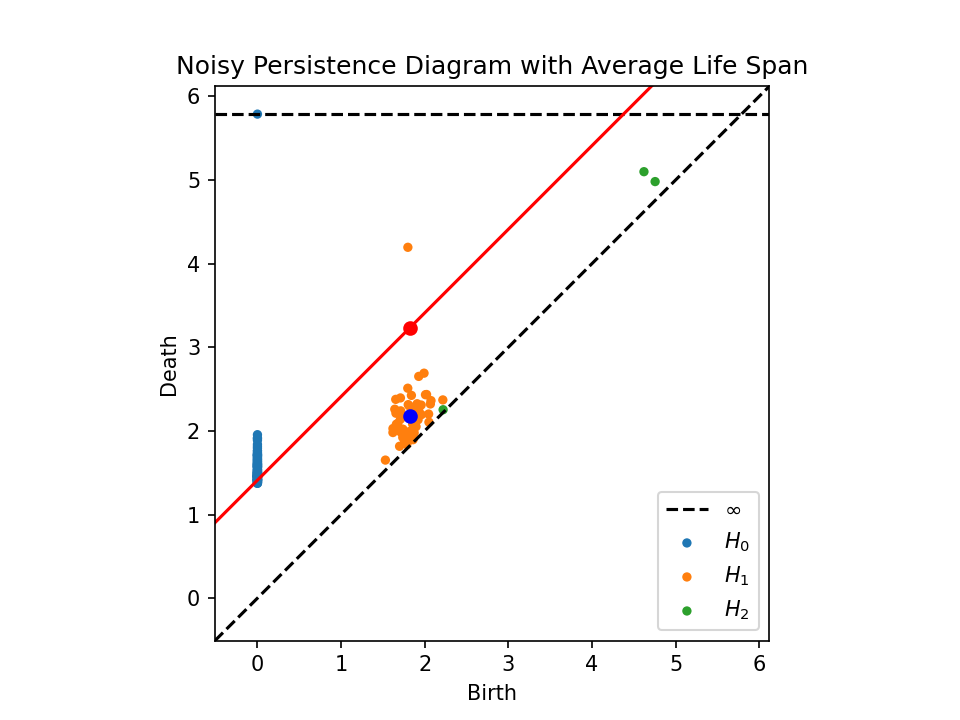 Noisy Persistence Diagram with Average Life Span
6
5
4
3
2
1
0
Death
∞
H₀
H₁
H₂
0 1 2 3 4 5 6
Birth